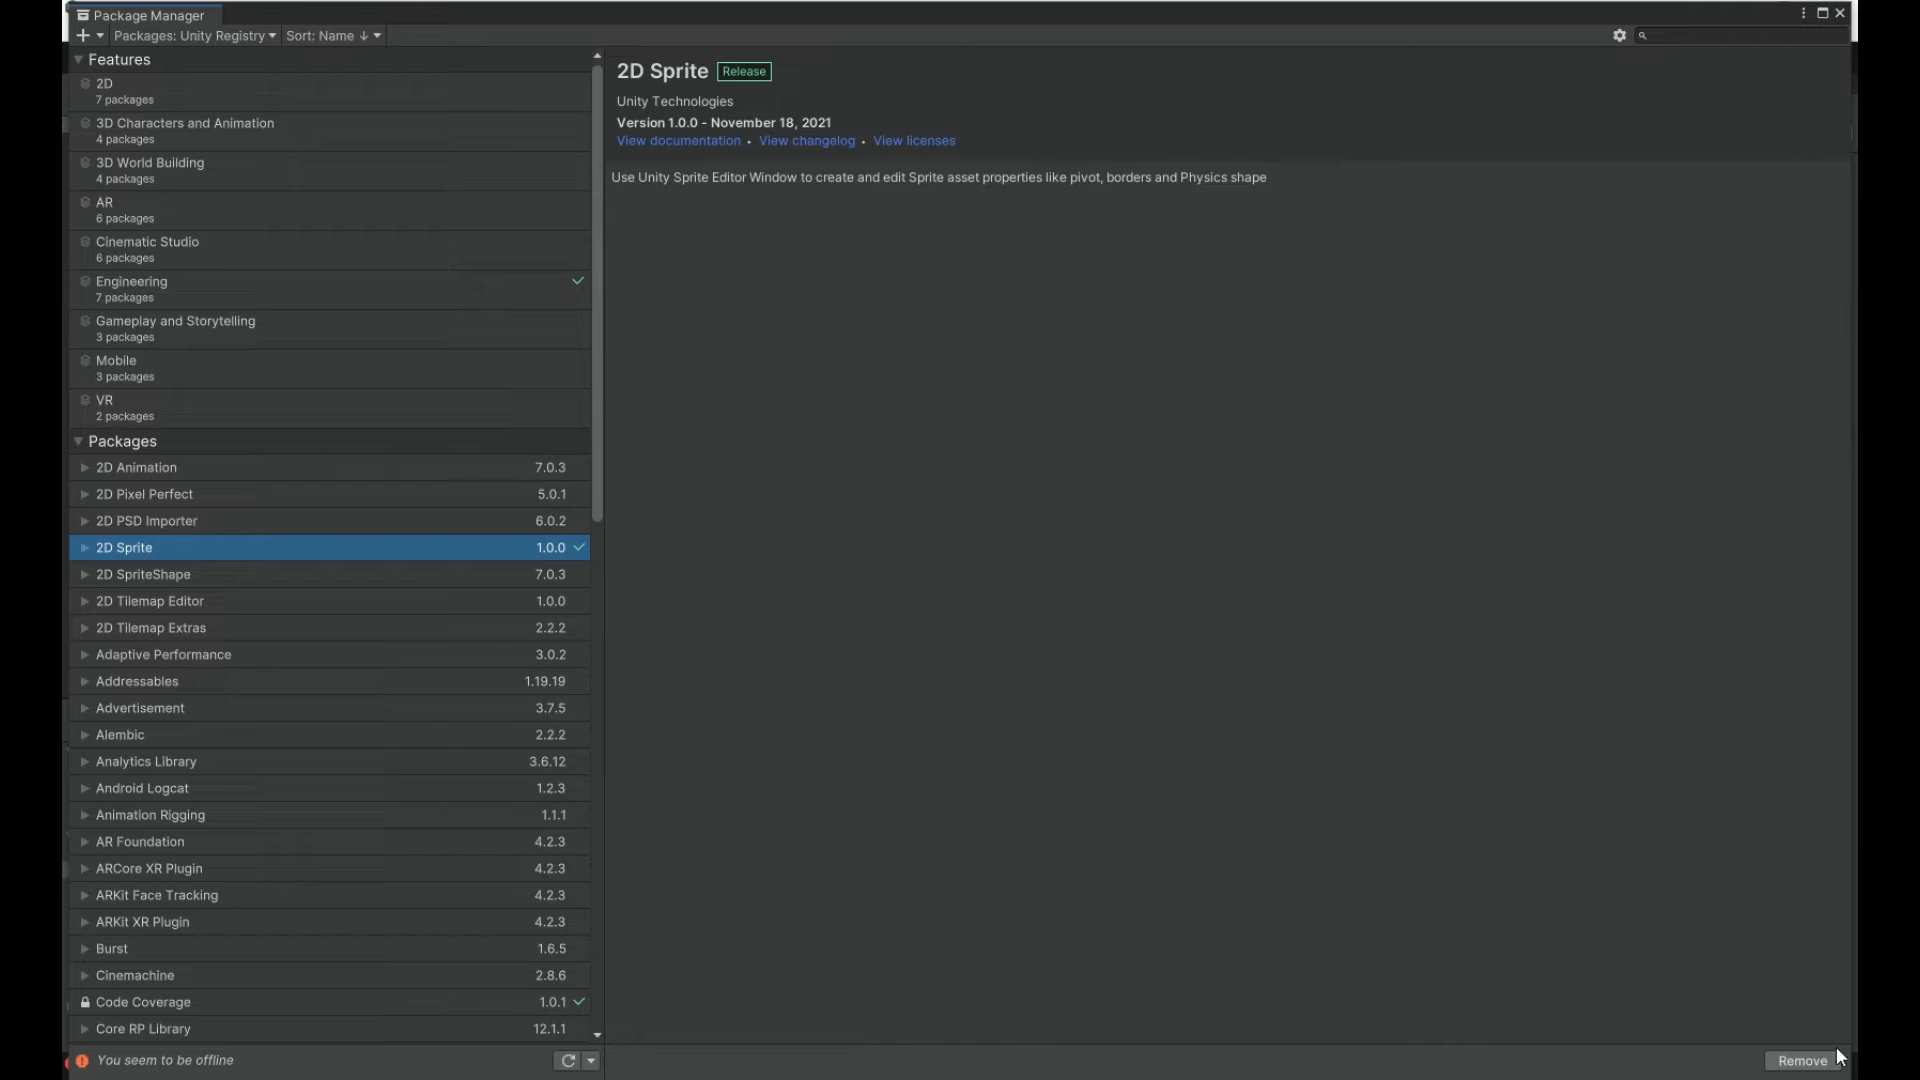 Package Manager
Packages: Unity Registry
Sort: Name ↓
Features
2D
7 packages
3D Characters and Animation
4 packages
3D World Building
4 packages
AR
6 packages
Cinematic Studio
6 packages
Engineering
7 packages
Gameplay and Storytelling
3 packages
Mobile
3 packages
VR
2 packages
Packages
2D Animation 7.0.3
2D Pixel Perfect 5.0.1
2D PSD Importer 6.0.2
2D Sprite 1.0.0
2D SpriteShape 7.0.3
2D Tilemap Editor 1.0.0
2D Tilemap Extras 2.2.2
Adaptive Performance 3.0.2
Addressables 1.19.19
Advertisement 3.7.5
Alembic 2.2.2
Analytics Library 3.6.12
Android Logcat 1.2.3
Animation Rigging 1.1.1
AR Foundation 4.2.3
ARCore XR Plugin 4.2.3
ARKit Face Tracking 4.2.3
ARKit XR Plugin 4.2.3
Burst 1.6.5
Cinemachine 2.8.6
Code Coverage 1.0.1
Core RP Library 12.1.1
You seem to be offline
2D Sprite Release
Unity Technologies
Version 1.0.0 - November 18, 2021
View documentation • View changelog • View licenses
Use Unity Sprite Editor Window to create and edit Sprite asset properties like pivot, borders and Physics shape
Remove